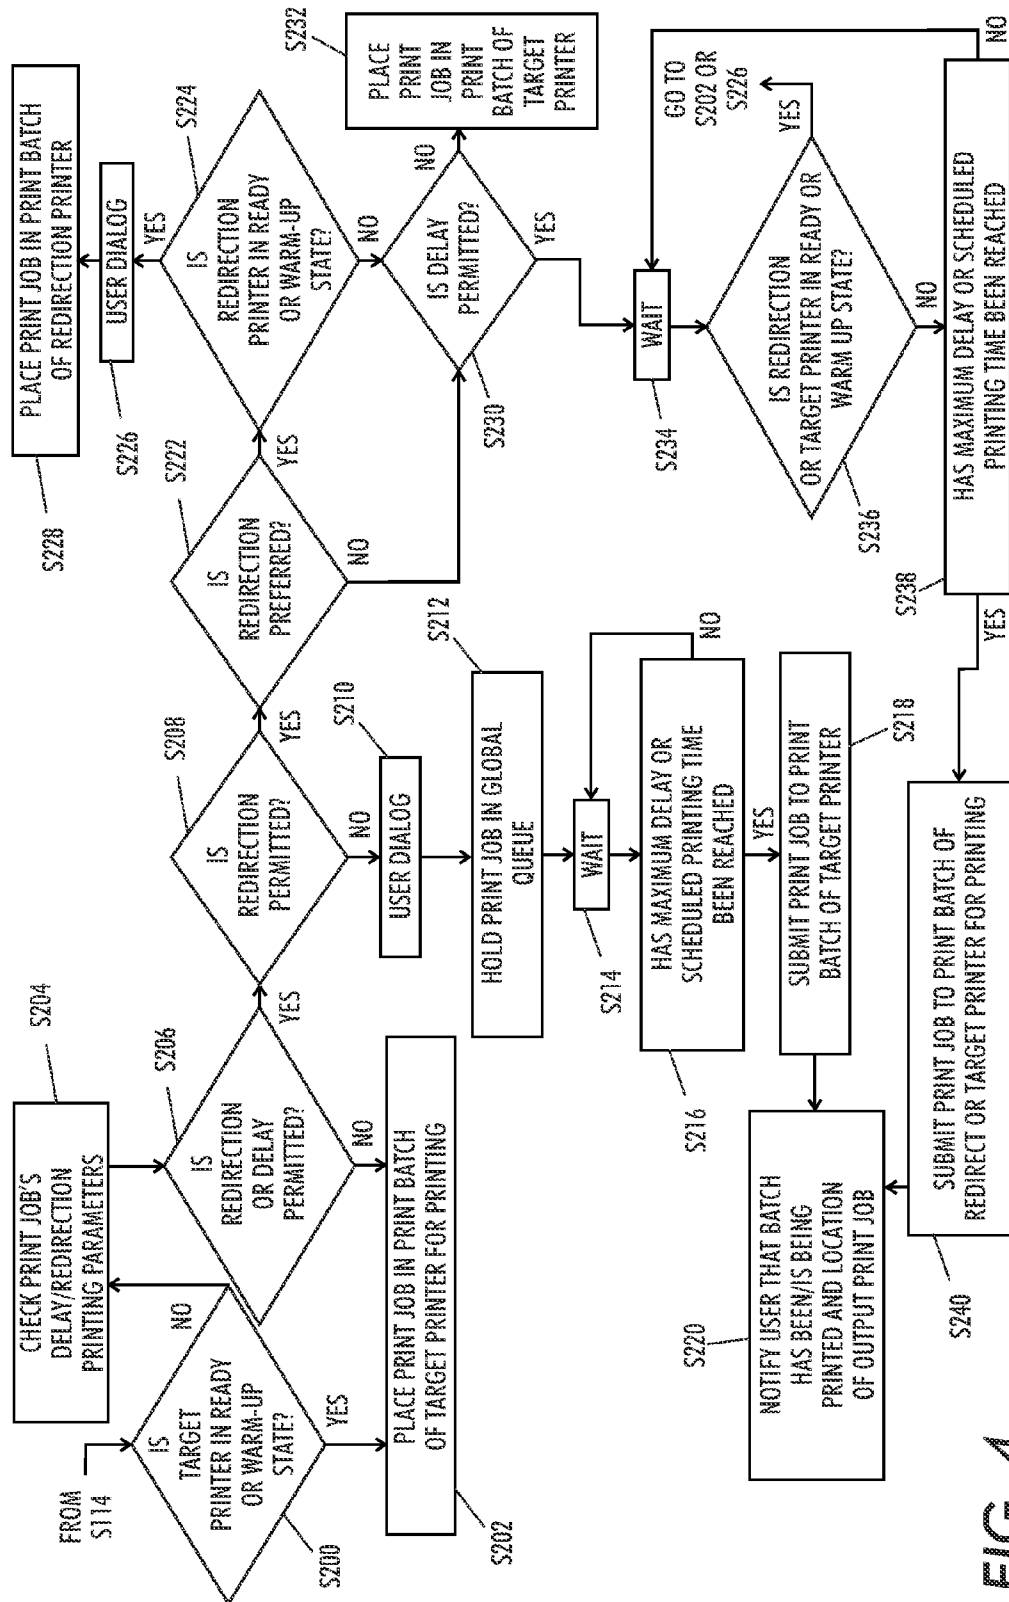 FROM
S114
IS
TARGET
PRINTER IN READY
OR WARM-UP
STATE?
S200
YES
NO
PLACE PRINT JOB IN PRINT BATCH
OF TARGET PRINTER FOR PRINTING
S202
CHECK PRINT JOB'S
DELAY/REDIRECTION
PRINTING PARAMETERS
S204
IS
REDIRECTION
OR DELAY
PERMITTED?
S206
NO
YES
IS
REDIRECTION
PERMITTED?
S208
NO
YES
USER DIALOG
S210
HOLD PRINT JOB IN GLOBAL
QUEUE
S212
WAIT
S214
HAS MAXIMUM DELAY OR
SCHEDULED PRINTING TIME
BEEN REACHED
S216
NO
YES
SUBMIT PRINT JOB TO PRINT
BATCH OF TARGET PRINTER
S218
NOTIFY USER THAT BATCH
HAS BEEN/IS BEING
PRINTED AND LOCATION
OF OUTPUT PRINT JOB
S220
IS
REDIRECTION
PREFERRED?
S222
YES
NO
IS
REDIRECTION
PRINTER IN READY
OR WARM-UP
STATE?
S224
YES
NO
USER DIALOG
S226
PLACE PRINT JOB IN PRINT BATCH
OF REDIRECTION PRINTER
S228
IS DELAY
PERMITTED?
S230
NO
YES
PLACE
PRINT
JOB IN
PRINT
BATCH OF
TARGET
PRINTER
S232
WAIT
S234
IS REDIRECTION
OR TARGET PRINTER IN READY OR
WARM UP STATE?
S236
YES
GO TO
S202 OR
S226
NO
HAS MAXIMUM DELAY OR SCHEDULED
PRINTING TIME BEEN REACHED
S238
NO
YES
SUBMIT PRINT JOB TO PRINT BATCH OF
REDIRECT OR TARGET PRINTER FOR PRINTING
S240
FIG. 4